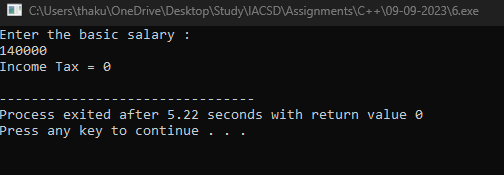 C:\Users\thaku\OneDrive\Desktop\Study\IACSD\Assignments\C++\09-09-2023\6.exe
Enter the basic salary :
140000
Income Tax = 0
--------------------------------
Process exited after 5.22 seconds with return value 0
Press any key to continue . . .